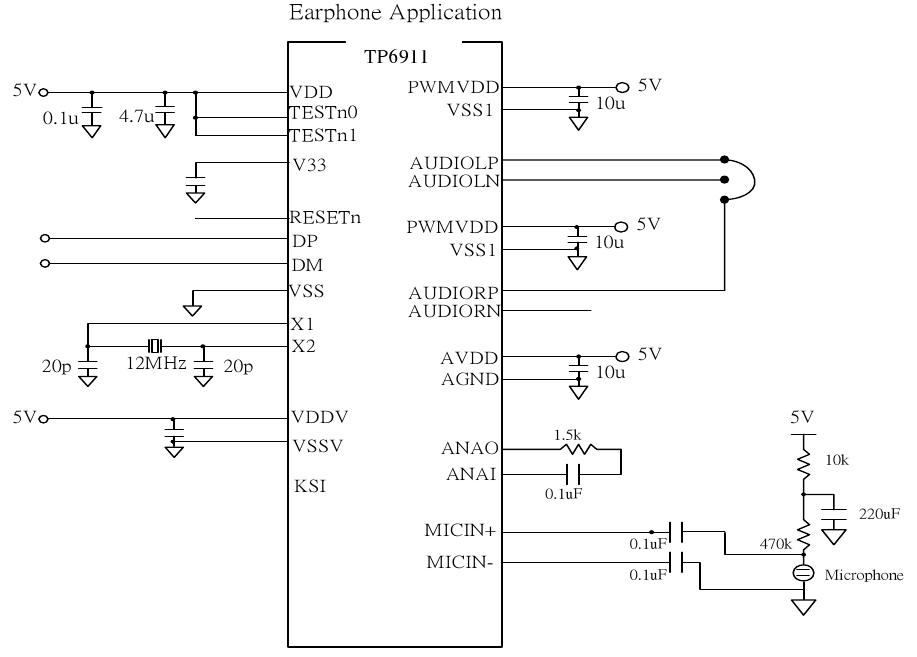 Earphone Application
TP6911
5V
0.1u
4.7u
VDD
TESTn0
TESTn1
V33
RESETn
DP
DM
VSS
X1
X2
20p
12MHz
20p
5V
VDDV
VSSV
KSI
PWMVDD
5V
VSS1
10u
AUDIOLP
AUDIOLN
PWMVDD
5V
VSS1
10u
AUDIORP
AUDIORN
AVDD
5V
AGND
10u
ANAO
1.5k
ANAI
0.1uF
MICIN+
0.1uF
MICIN-
0.1uF
5V
10k
220uF
470k
Microphone